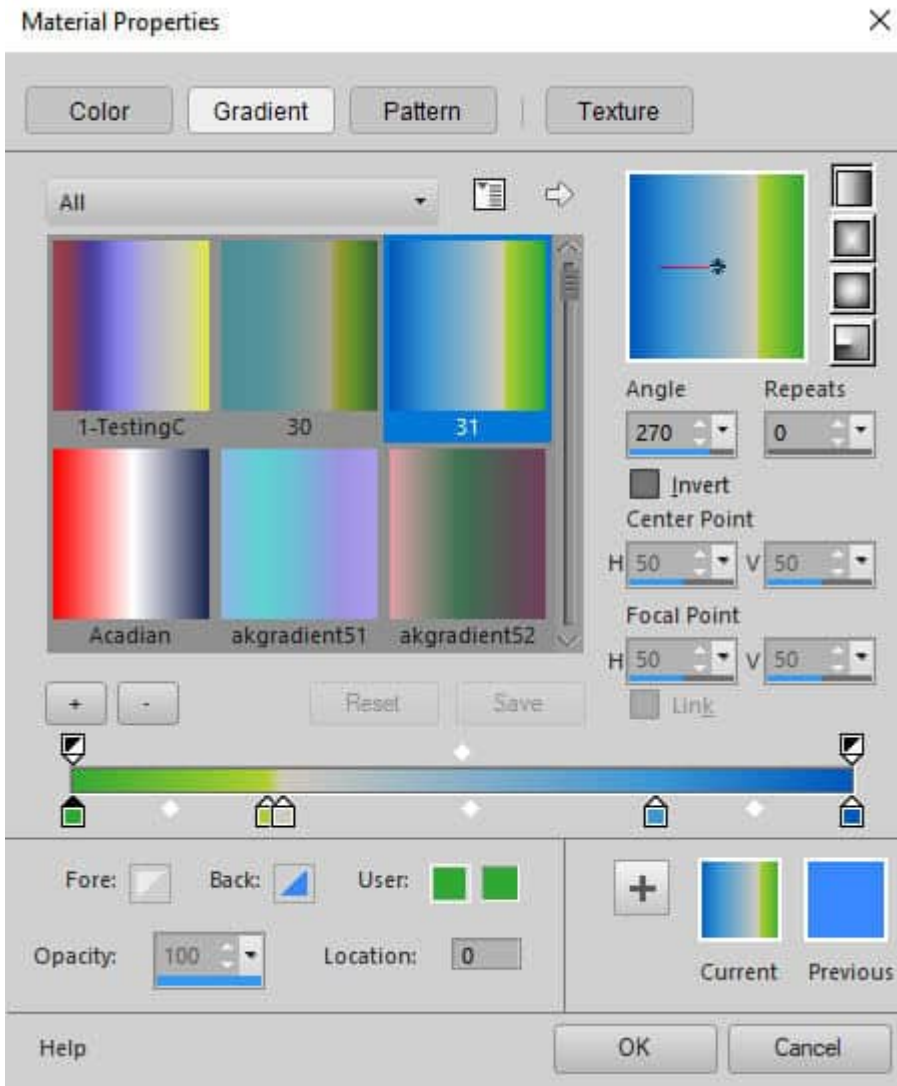 Material Properties
Color Gradient Pattern Texture
All
1-TestingC 30 31
Acadian akgradient51 akgradient52
Angle Repeats
270 0
Invert
Center Point
H 50 V 50
Focal Point
H 50 V 50
Link
+ - Reset Save
Fore: Back: User:
Opacity: 100 Location: 0
Current Previous
Help OK Cancel